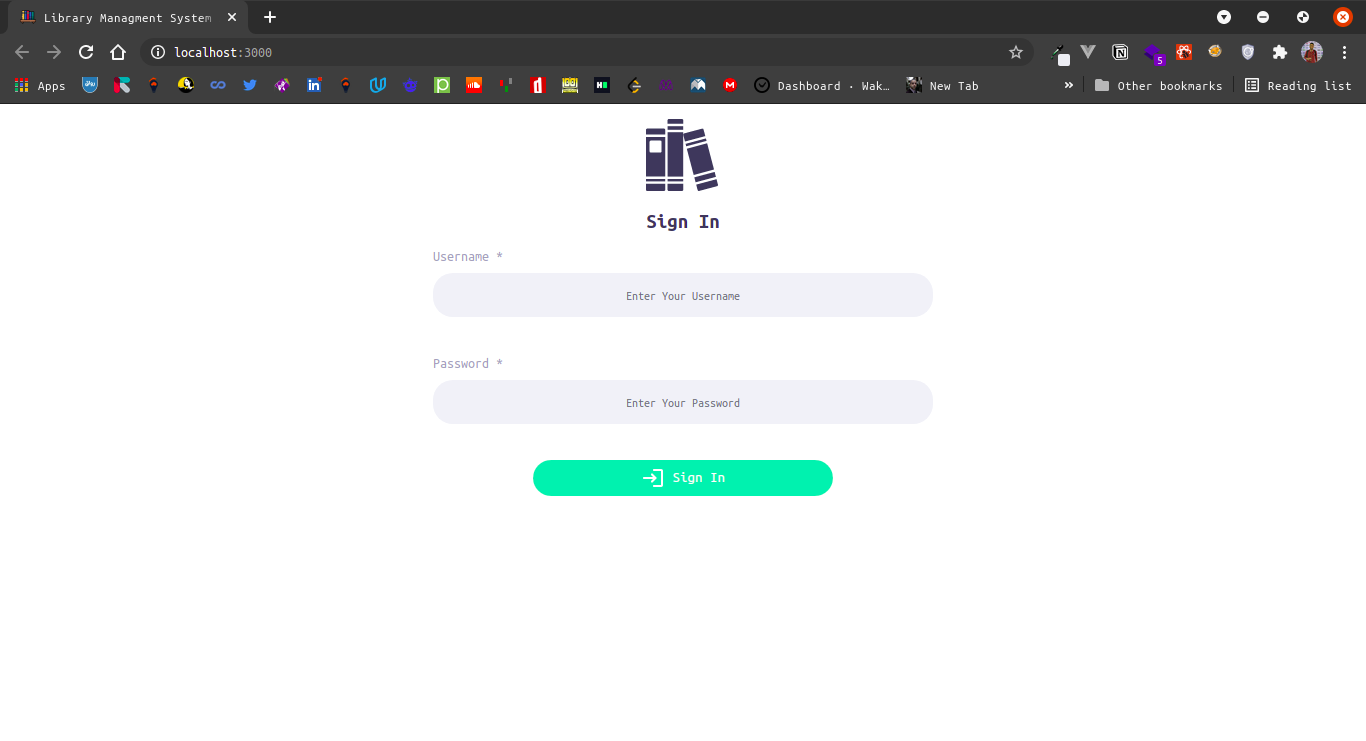 Library Managment System
localhost:3000
5
Apps
Dashboard · Wak…
New Tab
»
Other bookmarks
Reading list
Sign In
Username *
Enter Your Username
Password *
Enter Your Password
Sign In